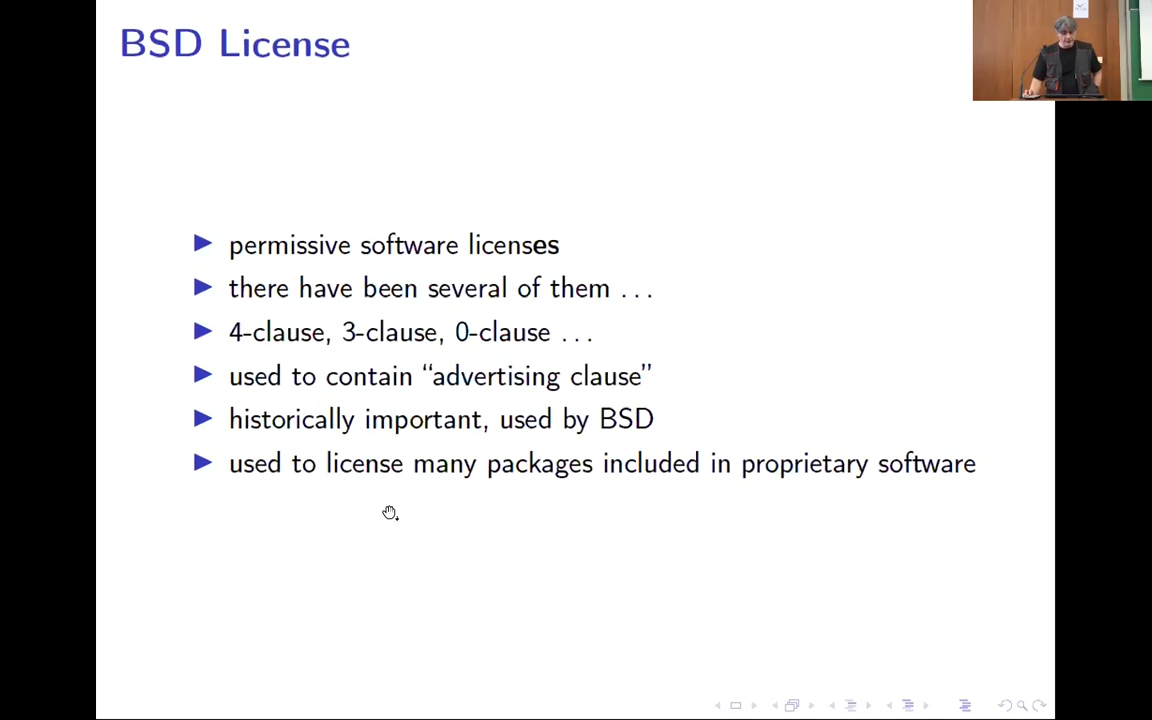 BSD License
permissive software licenses
there have been several of them ...
4-clause, 3-clause, 0-clause ...
used to contain “advertising clause”
historically important, used by BSD
used to license many packages included in proprietary software